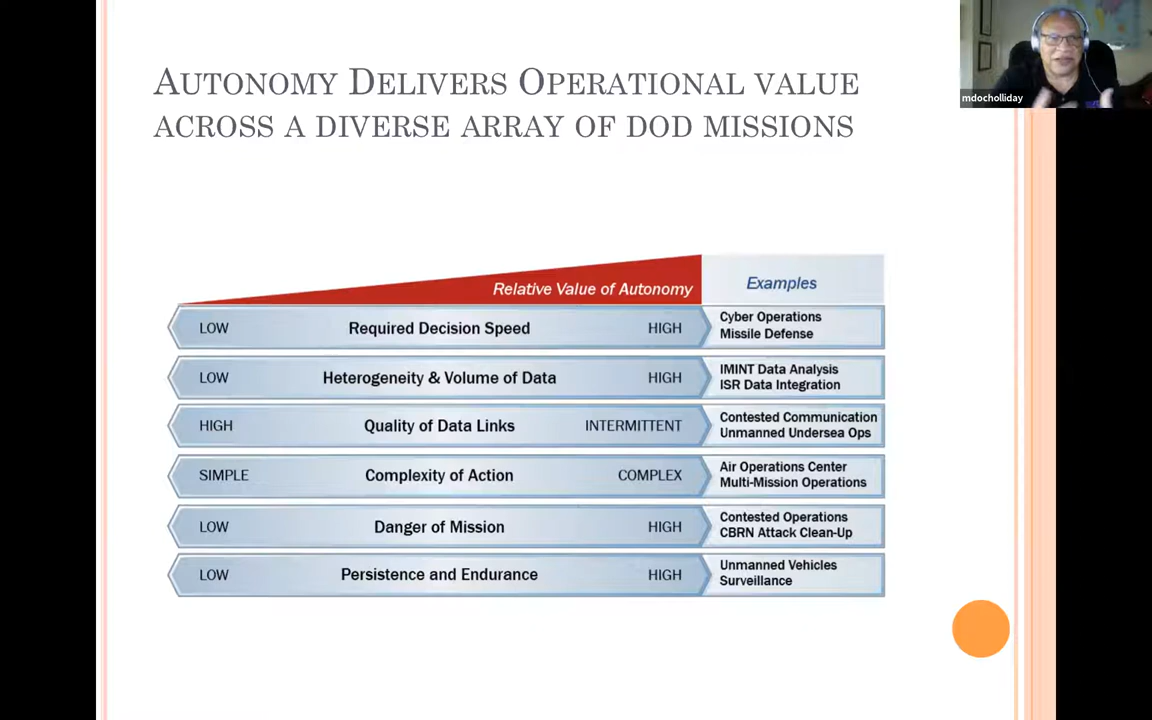 AUTONOMY DELIVERS OPERATIONAL VALUE
ACROSS A DIVERSE ARRAY OF DOD MISSIONS
mdocholliday
Relative Value of Autonomy
Examples
LOW Required Decision Speed HIGH
Cyber Operations
Missile Defense
LOW Heterogeneity & Volume of Data HIGH
IMINT Data Analysis
ISR Data Integration
HIGH Quality of Data Links INTERMITTENT
Contested Communication
Unmanned Undersea Ops
SIMPLE Complexity of Action COMPLEX
Air Operations Center
Multi-Mission Operations
LOW Danger of Mission HIGH
Contested Operations
CBRN Attack Clean-Up
LOW Persistence and Endurance HIGH
Unmanned Vehicles
Surveillance